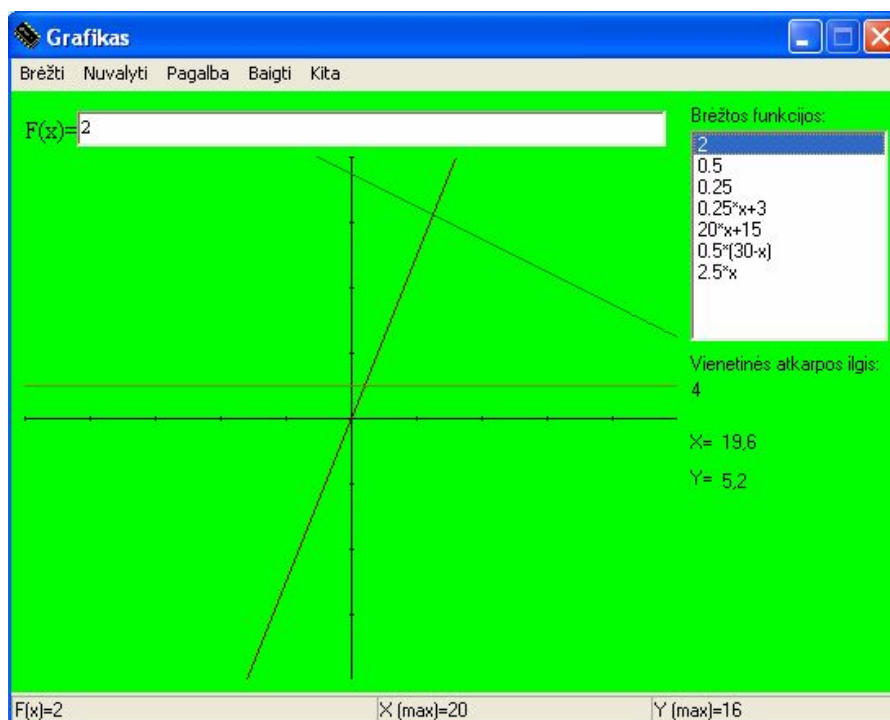 Grafikas
Brėžti Nuvalyti Pagalba Baigti Kita
F(x)= 2
Brėžtos funkcijos:
2
0.5
0.25
0.25*x+3
20*x+15
0.5*(30-x)
2.5*x
Vienetinės atkarpos ilgis:
4
X= 19,6
Y= 5,2
F(x)=2 X (max)=20 Y (max)=16